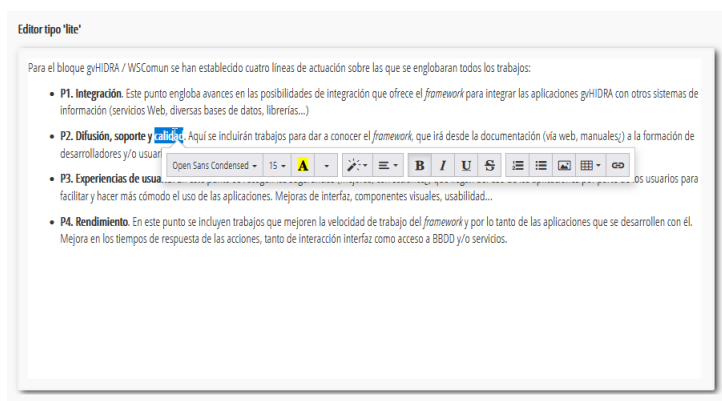 Editor tipo 'lite'
Para el bloque gvHIDRA / WSComun se han establecido cuatro líneas de actuación sobre las que se englobaran todos los trabajos:
• P1. Integración. Este punto engloba avances en las posibilidades de integración que ofrece el framework para integrar las aplicaciones gvHIDRA con otros sistemas de
información (servicios Web, diversas bases de datos, librerías...)
• P2. Difusión, soporte y calidad. Aquí se incluirán trabajos para dar a conocer el framework, que irá desde la documentación (vía web, manuales¿) a la formación de
desarrolladores y/o usuar
Open Sans Condensed 15 A B I U S
• P3. Experiencias de usua os usuarios para
facilitar y hacer más cómodo el uso de las aplicaciones. Mejoras de interfaz, componentes visuales, usabilidad...
• P4. Rendimiento. En este punto se incluyen trabajos que mejoren la velocidad de trabajo del framework y por lo tanto de las aplicaciones que se desarrollen con él.
Mejora en los tiempos de respuesta de las acciones, tanto de interacción interfaz como acceso a BBDD y/o servicios.